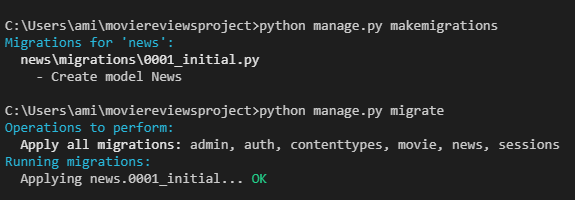 C:\Users\ami\moviereviewsproject>python manage.py makemigrations
Migrations for 'news':
  news\migrations\0001_initial.py
    - Create model News
C:\Users\ami\moviereviewsproject>python manage.py migrate
Operations to perform:
  Apply all migrations: admin, auth, contenttypes, movie, news, sessions
Running migrations:
  Applying news.0001_initial... OK